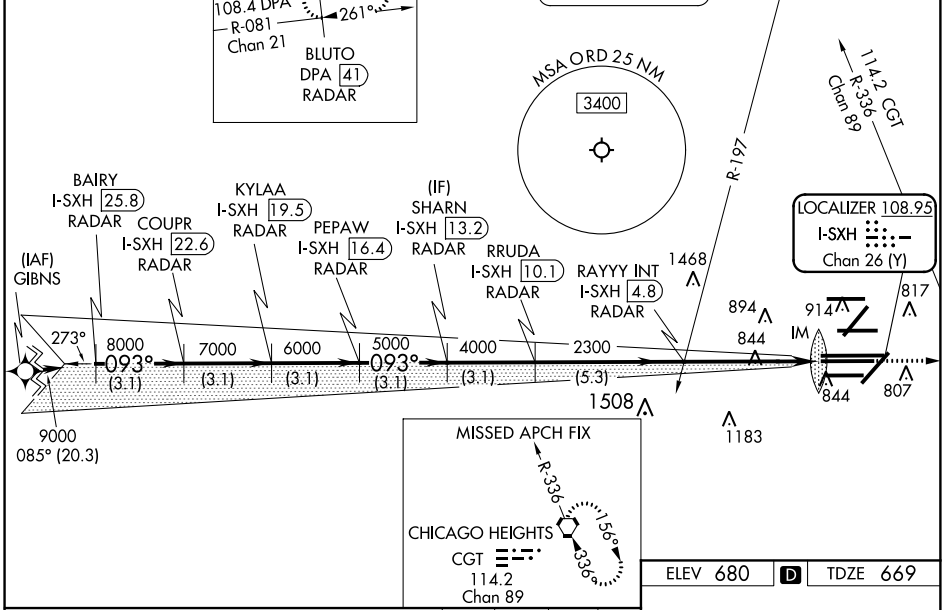 108.4 DPA
R-081
Chan 21
261°
BLUTO
DPA 41
RADAR
MSA ORD 25 NM
3400
114.2 CGT
R-336
Chan 89
R-197
LOCALIZER 108.95
I-SXH
Chan 26 (Y)
BAIRY
I-SXH 25.8
RADAR
COUPR
I-SXH 22.6
RADAR
KYLAA
I-SXH 19.5
RADAR
PEPAW
I-SXH 16.4
RADAR
(IF)
SHARN
I-SXH 13.2
RADAR
RRUDA
I-SXH 10.1
RADAR
RAYYY INT
I-SXH 4.8
RADAR
(IAF)
GIBNS
1468
894
844
914
817
IM
844
807
1508
1183
273°
8000
7000
6000
5000
4000
2300
093°
093°
(3.1)
(3.1)
(3.1)
(3.1)
(3.1)
(5.3)
9000
085° (20.3)
MISSED APCH FIX
R-336
156°
336°
CHICAGO HEIGHTS
CGT
114.2
Chan 89
ELEV 680 D TDZE 669